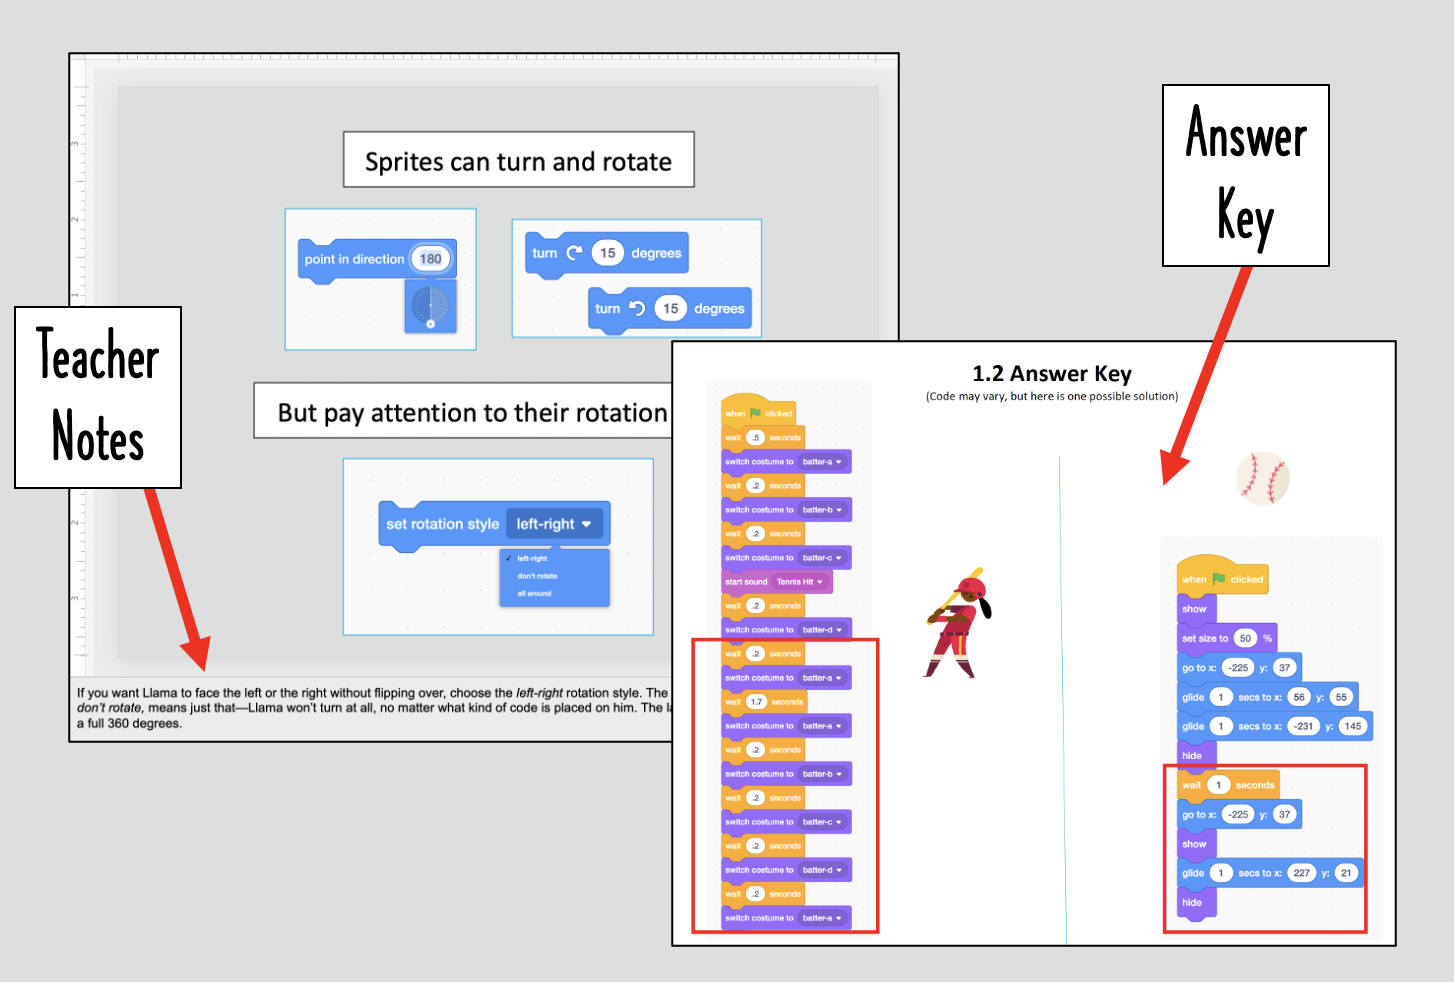 Teacher
Notes
Answer
Key
Sprites can turn and rotate
point in direction 180
turn 15 degrees
turn 15 degrees
But pay attention to their rotation
set rotation style left-right
✓ left-right
don't rotate
all around
If you want Llama to face the left or the right without flipping over, choose the left-right rotation style. The
don't rotate, means just that—Llama won't turn at all, no matter what kind of code is placed on him. The
a full 360 degrees.
3
2
1
2
3
1.2 Answer Key
(Code may vary, but here is one possible solution)
when clicked
wait .5 seconds
switch costume to batter-a
wait .2 seconds
switch costume to batter-b
wait .2 seconds
switch costume to batter-c
start sound Tennis Hit
wait .2 seconds
switch costume to batter-d
wait .2 seconds
switch costume to batter-a
wait 1.7 seconds
switch costume to batter-a
wait .2 seconds
switch costume to batter-b
wait .2 seconds
switch costume to batter-c
wait .2 seconds
switch costume to batter-d
wait .2 seconds
switch costume to batter-a
when clicked
show
set size to 50 %
go to x: -225 y: 37
glide 1 secs to x: 56 y: 55
glide 1 secs to x: -231 y: 145
hide
wait 1 seconds
go to x: -225 y: 37
show
glide 1 secs to x: 227 y: 21
hide